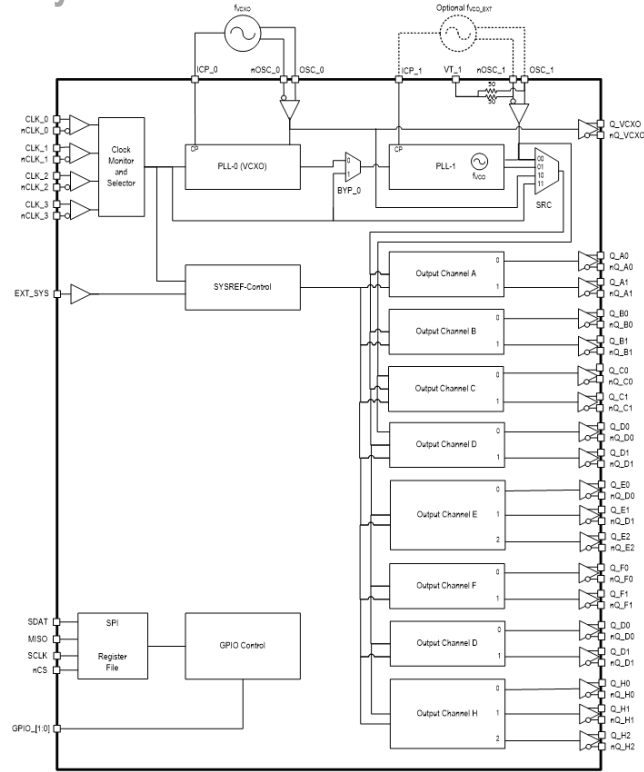 fVCXO
Optional fVCO_EXT
ICP_0
nOSC_0
OSC_0
ICP_1
VT_1
nOSC_1
OSC_1
50
50
CLK_0
nCLK_0
CLK_1
nCLK_1
CLK_2
nCLK_2
CLK_3
nCLK_3
Clock
Monitor
and
Selector
CP
PLL-0 (VCXO)
0
1
BYP_0
CP
PLL-1
fVCO
00
01
10
11
SRC
Q_VCXO
nQ_VCXO
EXT_SYS
SYSREF-Control
Output Channel A
0
1
Q_A0
nQ_A0
Q_A1
nQ_A1
Output Channel B
0
1
Q_B0
nQ_B0
Q_B1
nQ_B1
Output Channel C
0
1
Q_C0
nQ_C0
Q_C1
nQ_C1
Output Channel D
0
1
Q_D0
nQ_D0
Q_D1
nQ_D1
Output Channel E
0
1
2
Q_E0
nQ_D0
Q_E1
nQ_D1
Q_E2
nQ_E2
Output Channel F
0
1
Q_F0
nQ_F0
Q_F1
nQ_F1
Output Channel D
0
1
Q_D0
nQ_D0
Q_D1
nQ_D1
Output Channel H
0
1
2
Q_H0
nQ_H0
Q_H1
nQ_H1
Q_H2
nQ_H2
SDAT
MISO
SCLK
nCS
SPI
Register
File
GPIO Control
GPIO_[1:0]